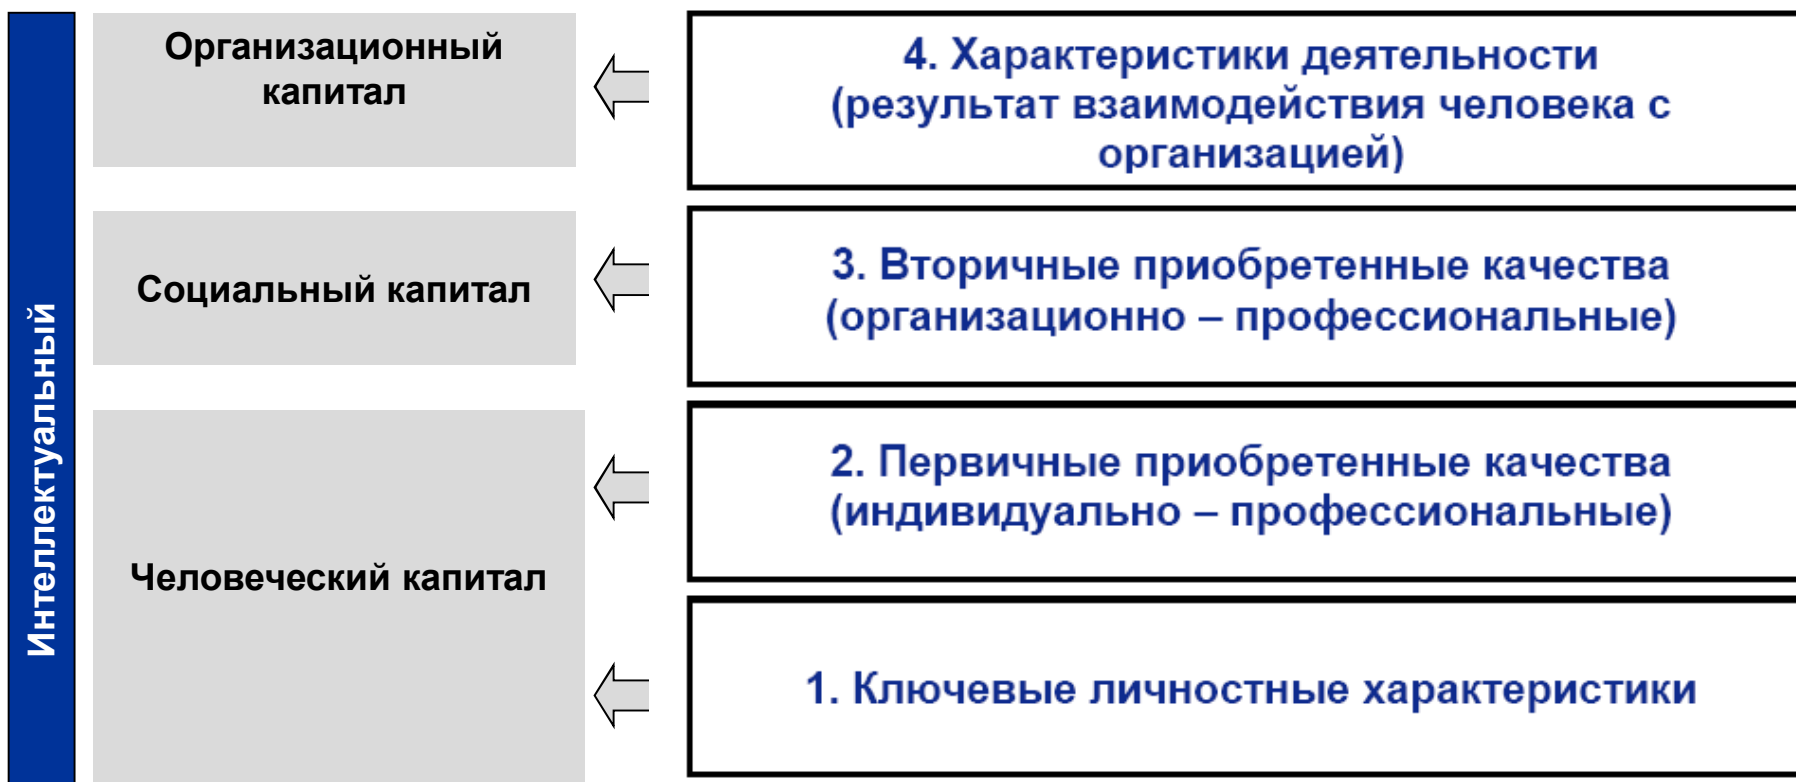 Интеллектуальный
Организационный
капитал
4. Характеристики деятельности
(результат взаимодействия человека с
организацией)
Социальный капитал
3. Вторичные приобретенные качества
(организационно – профессиональные)
Человеческий капитал
2. Первичные приобретенные качества
(индивидуально – профессиональные)
1. Ключевые личностные характеристики